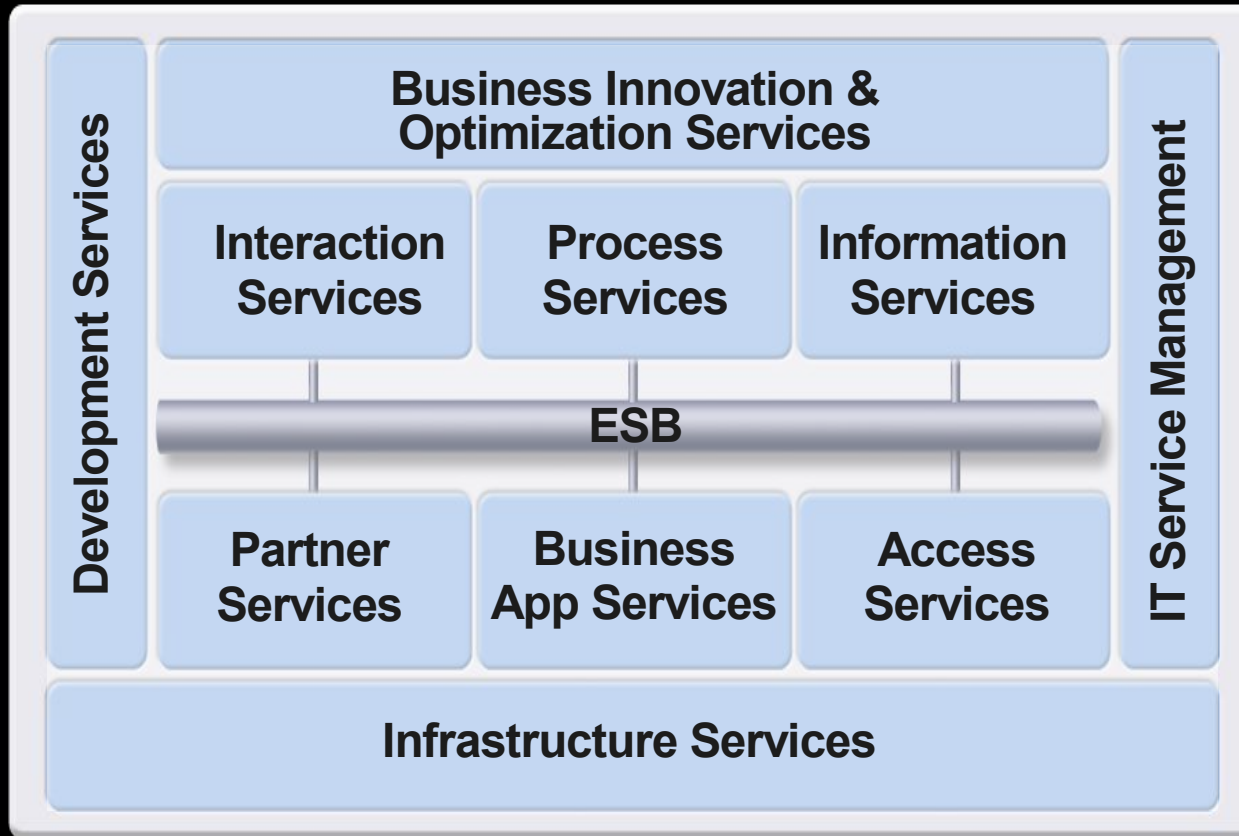 Business Innovation &
Optimization Services
Development Services
Interaction
Services
Process
Services
Information
Services
IT Service Management
ESB
Partner
Services
Business
App Services
Access
Services
Infrastructure Services